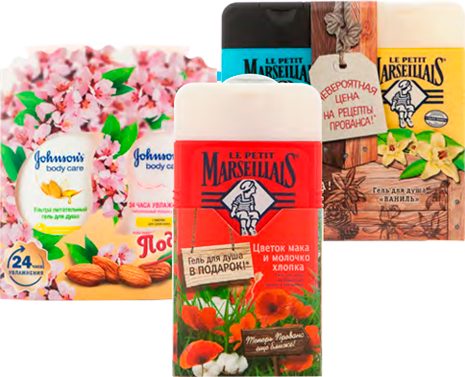 Johnson's
body care
Ультра питательный
гель для душа
24 часа
УВЛАЖНЕНИЯ
Johnson's
body care
24 ЧАСА УВЛАЖ
Под
LE PETIT
MARSEILLAIS
Гель для душа
В ПОДАРОК!*
Цветок мака
и молочко
хлопка
Теперь Прованс
еще ближе!
LE PETIT
MARSEILLAIS
НЕВЕРОЯТНАЯ
ЦЕНА
НА РЕЦЕПТЫ
ПРОВАНСА!*
LE PETIT
MARSEILLAIS
Гель для душа
«ВАНИЛЬ»